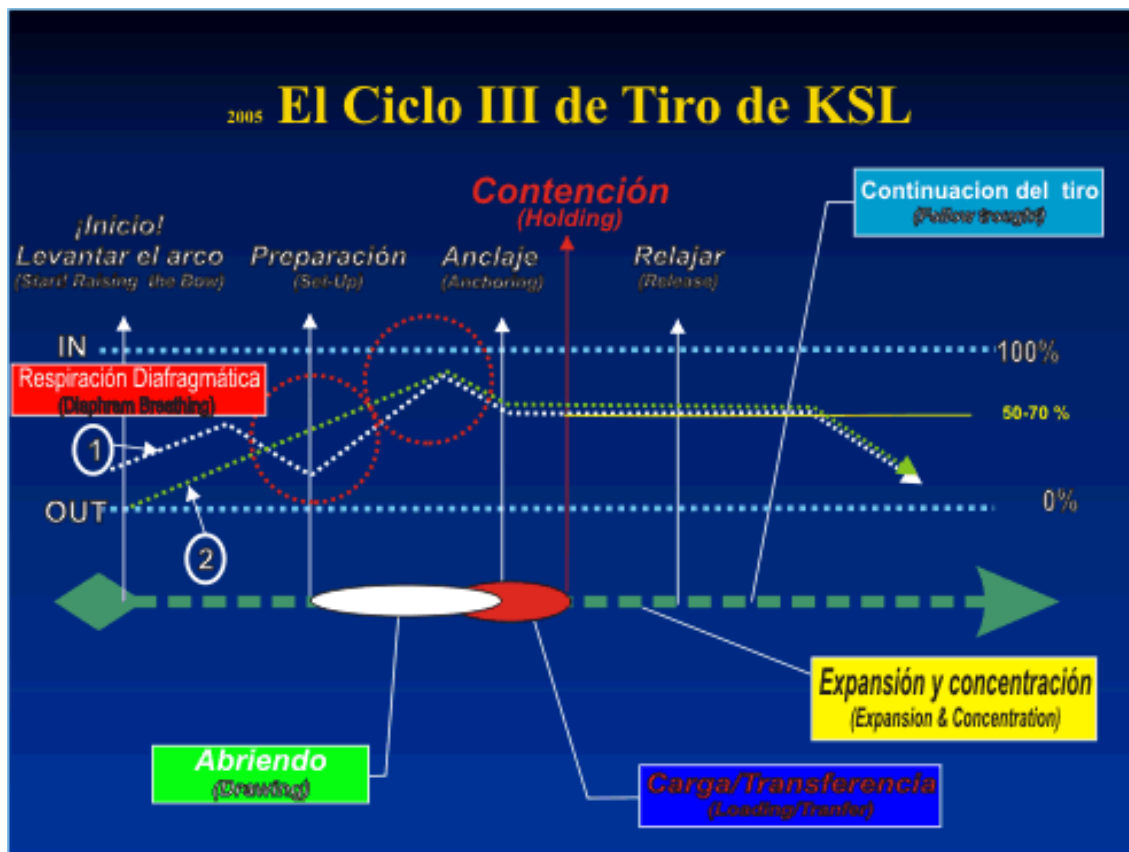 2005 El Ciclo III de Tiro de KSL
Contención
(Holding)
Continuacion del tiro
(Follow trought)
¡Inicio!
Levantar el arco
(Start Raising the Bow)
Preparación
(Set-Up)
Anclaje
(Anchoring)
Relajar
(Release)
IN
100%
Respiración Diafragmática
(Diaphram Breathing)
50-70 %
1
OUT
0%
2
Expansión y concentración
(Expansion & Concentration)
Abriendo
(Drawing)
Carga/Transferencia
(Loading/Tranfer)